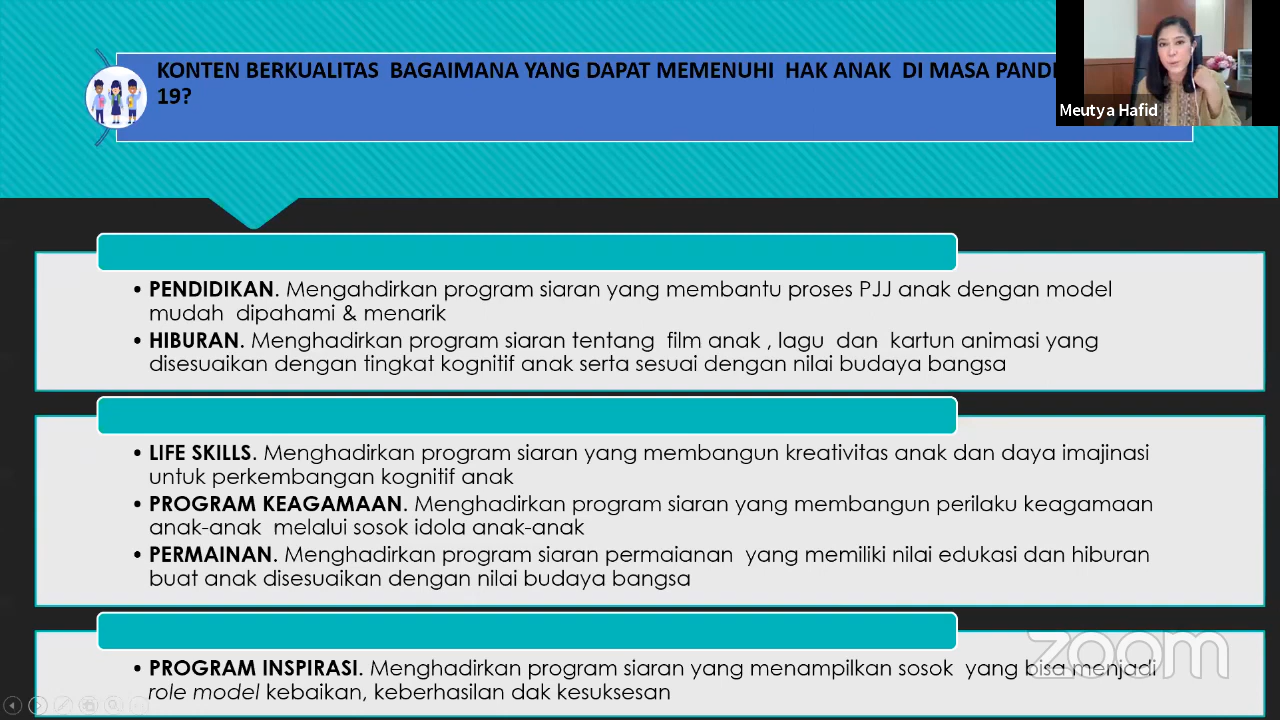 KONTEN BERKUALITAS BAGAIMANA YANG DAPAT MEMENUHI HAK ANAK DI MASA
19?
Meutya Hafid
• PENDIDIKAN. Mengahdirkan program siaran yang membantu proses PJJ anak dengan model
mudah dipahami & menarik
• HIBURAN. Menghadirkan program siaran tentang film anak , lagu dan kartun animasi yang
disesuaikan dengan tingkat kognitif anak serta sesuai dengan nilai budaya bangsa
• LIFE SKILLS. Menghadirkan program siaran yang membangun kreativitas anak dan daya imajinasi
untuk perkembangan kognitif anak
• PROGRAM KEAGAMAAN. Menghadirkan program siaran yang membangun perilaku keagamaan
anak-anak melalui sosok idola anak-anak
• PERMAINAN. Menghadirkan program siaran permaianan yang memiliki nilai edukasi dan hiburan
buat anak disesuaikan dengan nilai budaya bangsa
• PROGRAM INSPIRASI. Menghadirkan program siaran yang menampilkan sosok yang bisa menjadi
role model kebaikan, keberhasilan dak kesuksesan
zoom